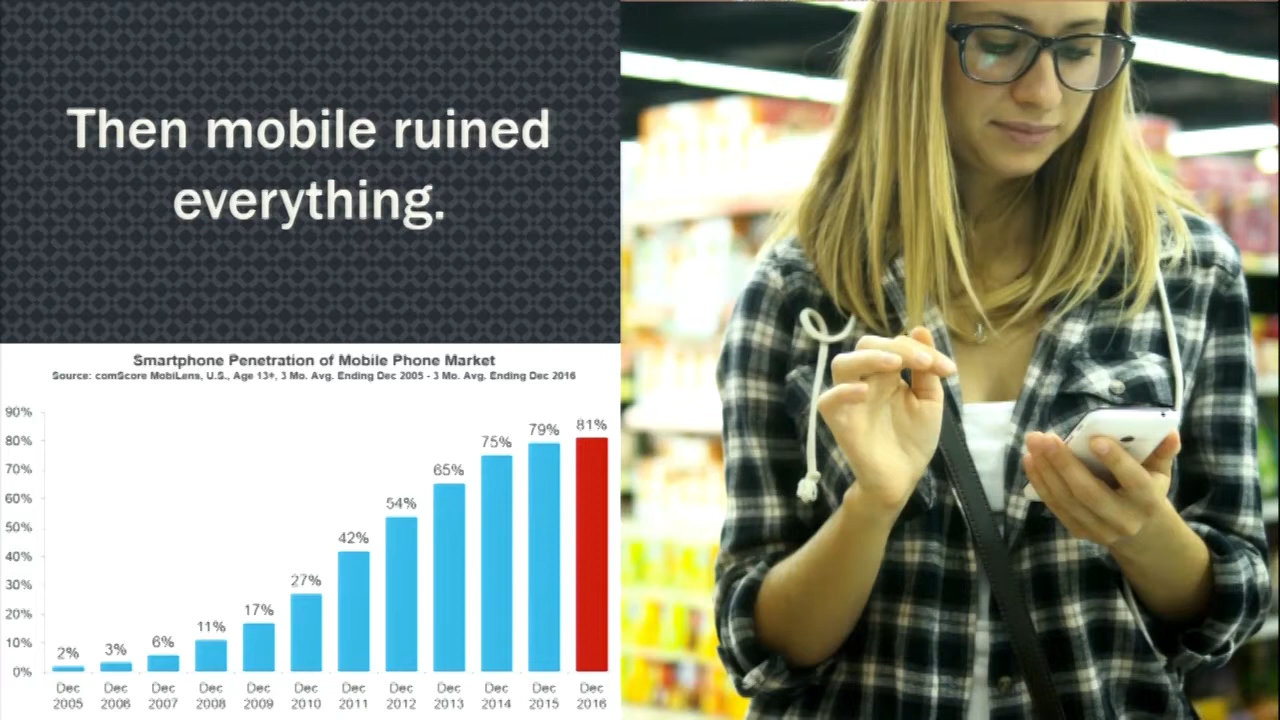 Then mobile ruined
everything.
Smartphone Penetration of Mobile Phone Market
Source: comScore MobiLens, U.S., Age 13+, 3 Mo. Avg. Ending Dec 2005 - 3 Mo. Avg. Ending Dec 2016
90%
80%
70%
60%
50%
40%
30%
20%
10%
0%
2%
3%
6%
11%
17%
27%
42%
54%
65%
75%
79%
81%
Dec
2005
Dec
2006
Dec
2007
Dec
2008
Dec
2009
Dec
2010
Dec
2011
Dec
2012
Dec
2013
Dec
2014
Dec
2015
Dec
2016